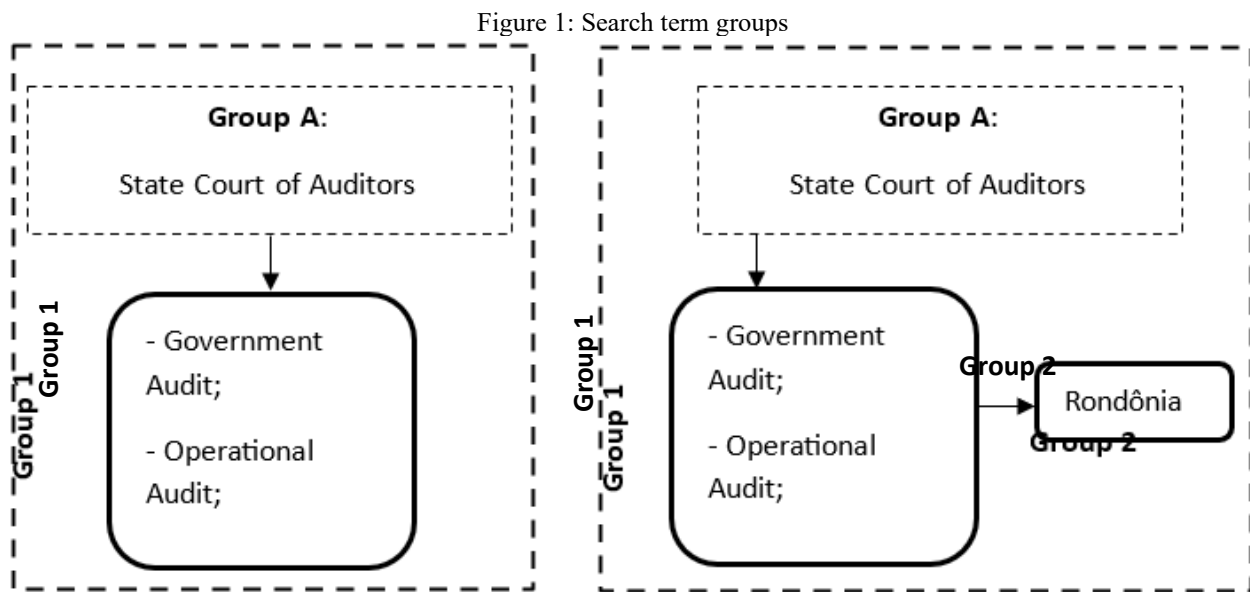 Figure 1: Search term groups
Group A:
State Court of Auditors
Group 1
Group 1
- Government
Audit;
- Operational
Audit;
Group A:
State Court of Auditors
Group 1
Group 1
- Government
Audit;
- Operational
Audit;
Group 2
Rondônia
Group 2